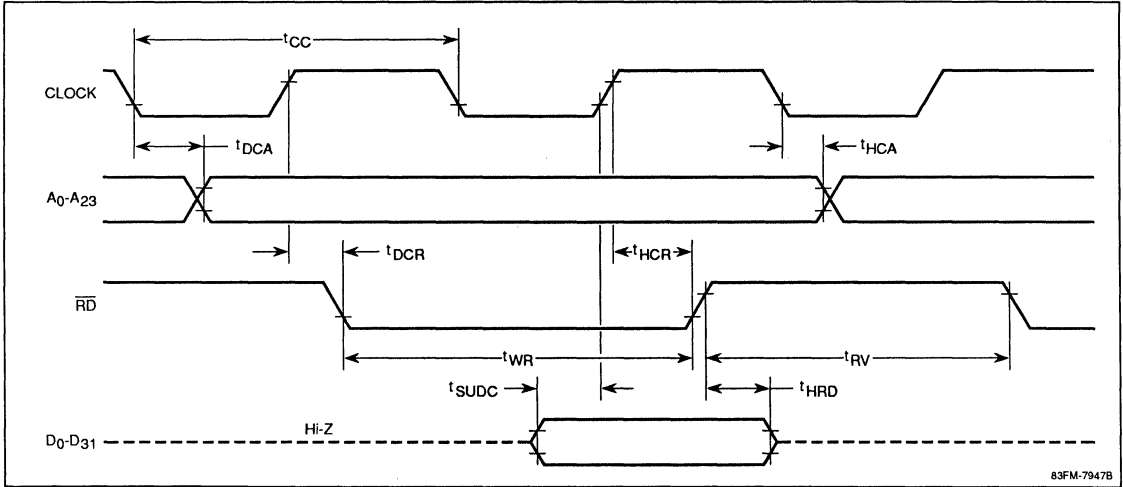 tCC
CLOCK
tDCA
tHCA
A0-A23
tDCR
tHCR
RD
tWR
tRV
tSUDC
tHRD
Hi-Z
D0-D31
83FM-7947B